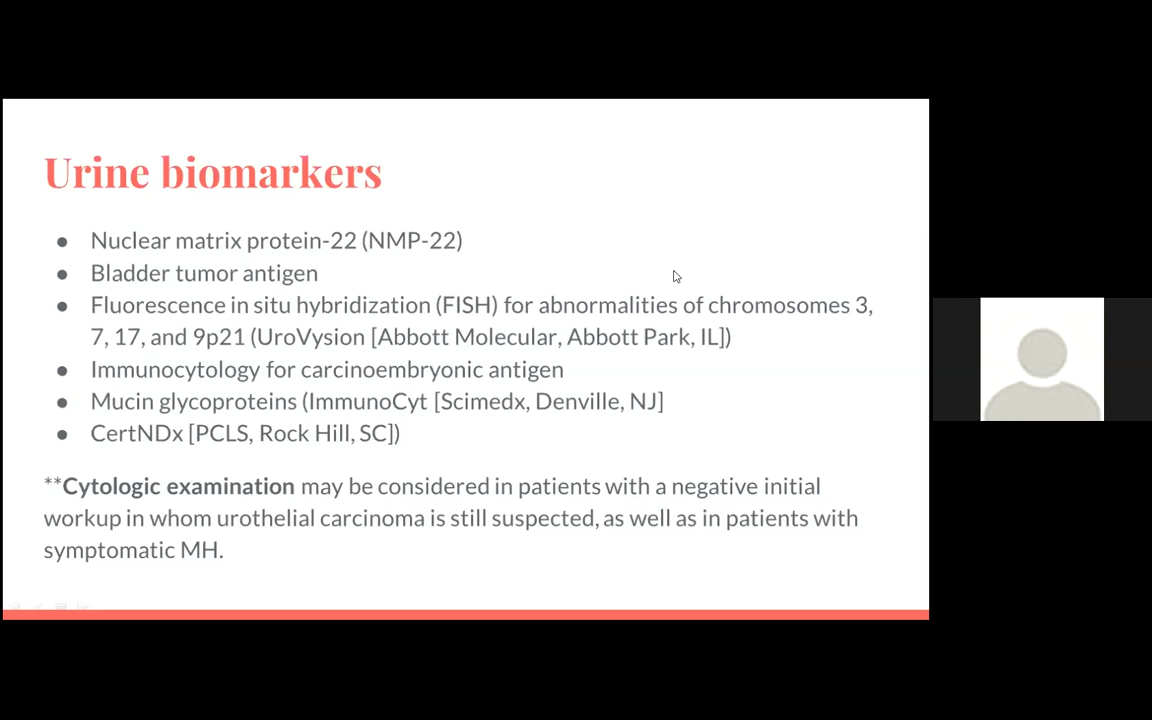 Urine biomarkers
● Nuclear matrix protein-22 (NMP-22)
● Bladder tumor antigen
● Fluorescence in situ hybridization (FISH) for abnormalities of chromosomes 3,
7, 17, and 9p21 (UroVysion [Abbott Molecular, Abbott Park, IL])
● Immunocytology for carcinoembryonic antigen
● Mucin glycoproteins (ImmunoCyt [Scimedx, Denville, NJ]
● CertNDx [PCLS, Rock Hill, SC])
**Cytologic examination may be considered in patients with a negative initial
workup in whom urothelial carcinoma is still suspected, as well as in patients with
symptomatic MH.